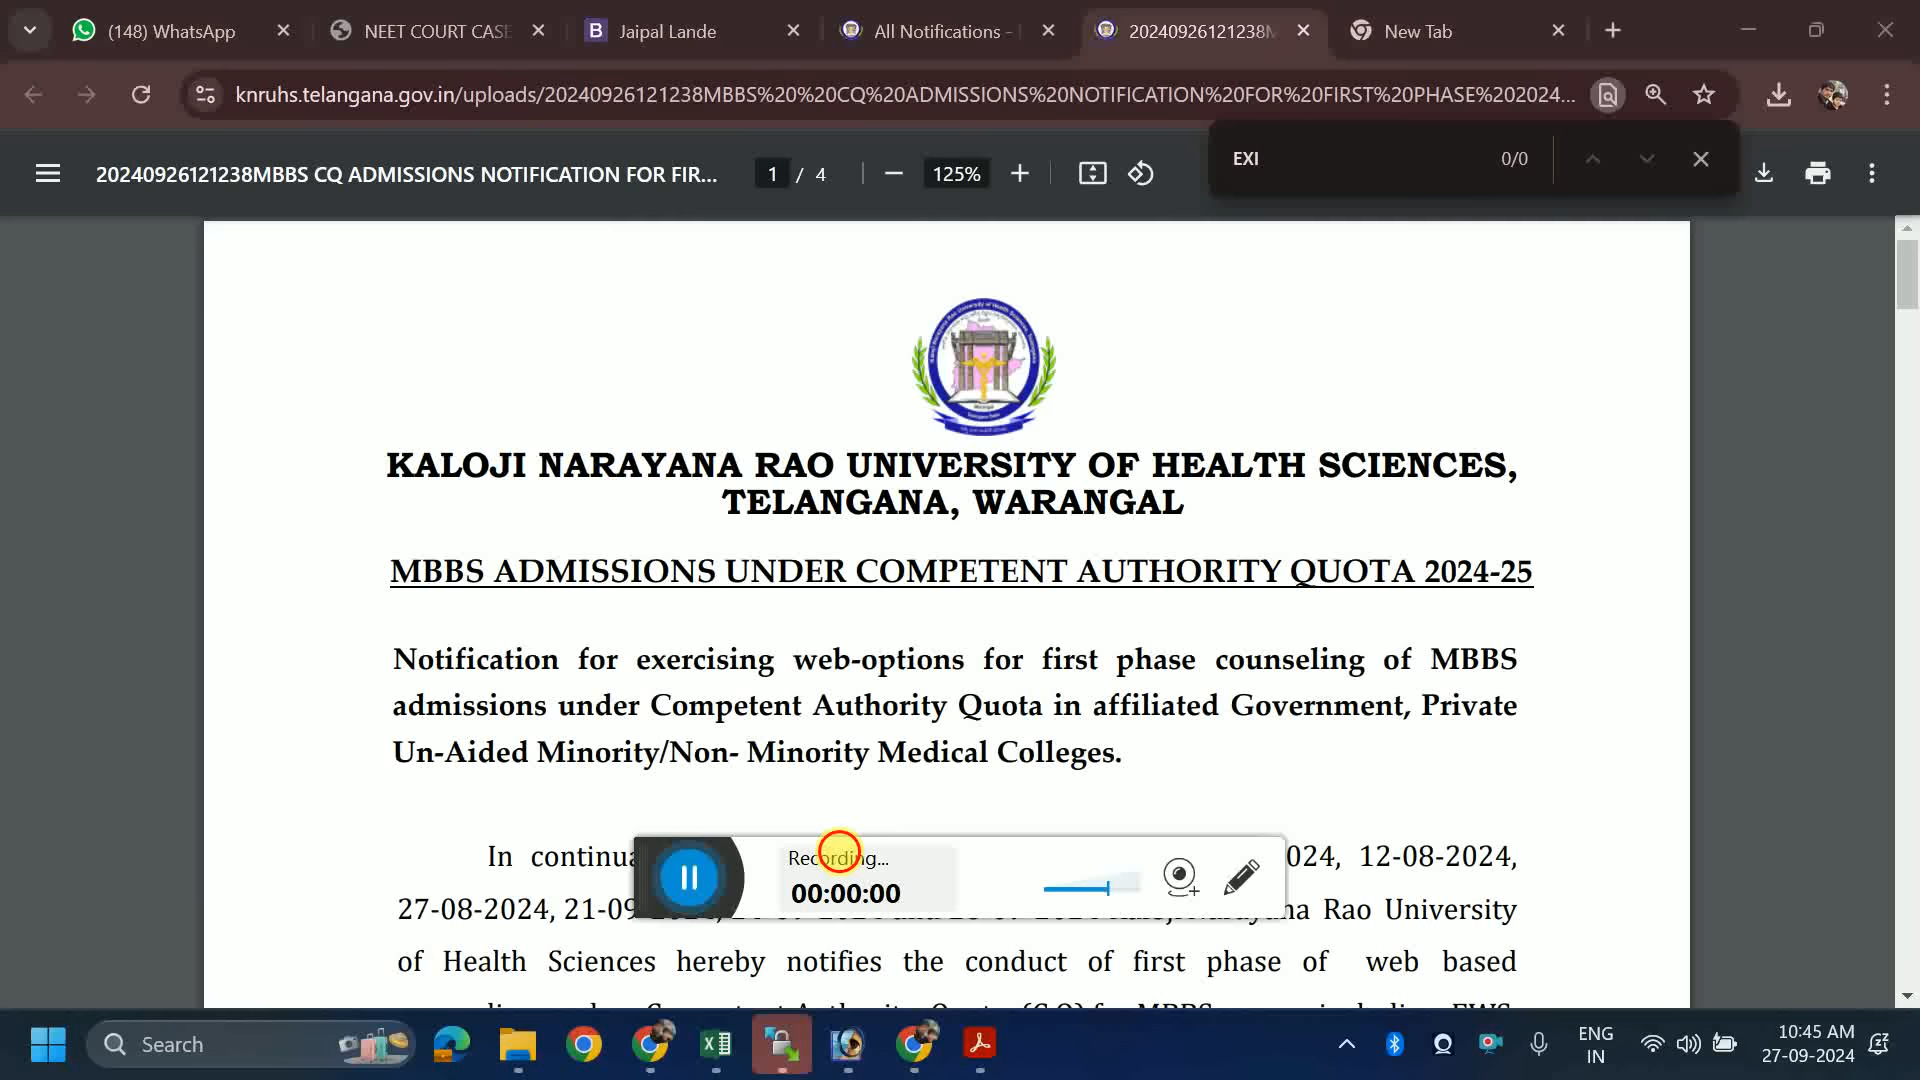 (148) WhatsApp
NEET COURT CASE
B Jaipal Lande
All Notifications -
20240926121238M
New Tab
knruhs.telangana.gov.in/uploads/20240926121238MBBS%20%20CQ%20ADMISSIONS%20NOTIFICATION%20FOR%20FIRST%20PHASE%202024...
EXI 0/0
20240926121238MBBS CQ ADMISSIONS NOTIFICATION FOR FIR... 1 / 4 125%
KALOJI NARAYANA RAO UNIVERSITY OF HEALTH SCIENCES,
TELANGANA, WARANGAL
MBBS ADMISSIONS UNDER COMPETENT AUTHORITY QUOTA 2024-25
Notification for exercising web-options for first phase counseling of MBBS
admissions under Competent Authority Quota in affiliated Government, Private
Un-Aided Minority/Non- Minority Medical Colleges.
In 024, 12-08-2024,
27-08-2024, Rao University
of Health Sciences hereby notifies the conduct of first phase of web based
Recording...
00:00:00
Search
ENG
IN
10:45 AM
27-09-2024